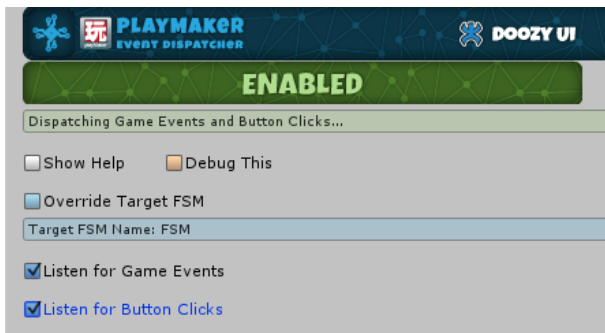 玩 PLAYMAKER DOOZY UI
EVENT DISPATCHER
ENABLED
Dispatching Game Events and Button Clicks...
Show Help Debug This
Override Target FSM
Target FSM Name: FSM
Listen for Game Events
Listen for Button Clicks